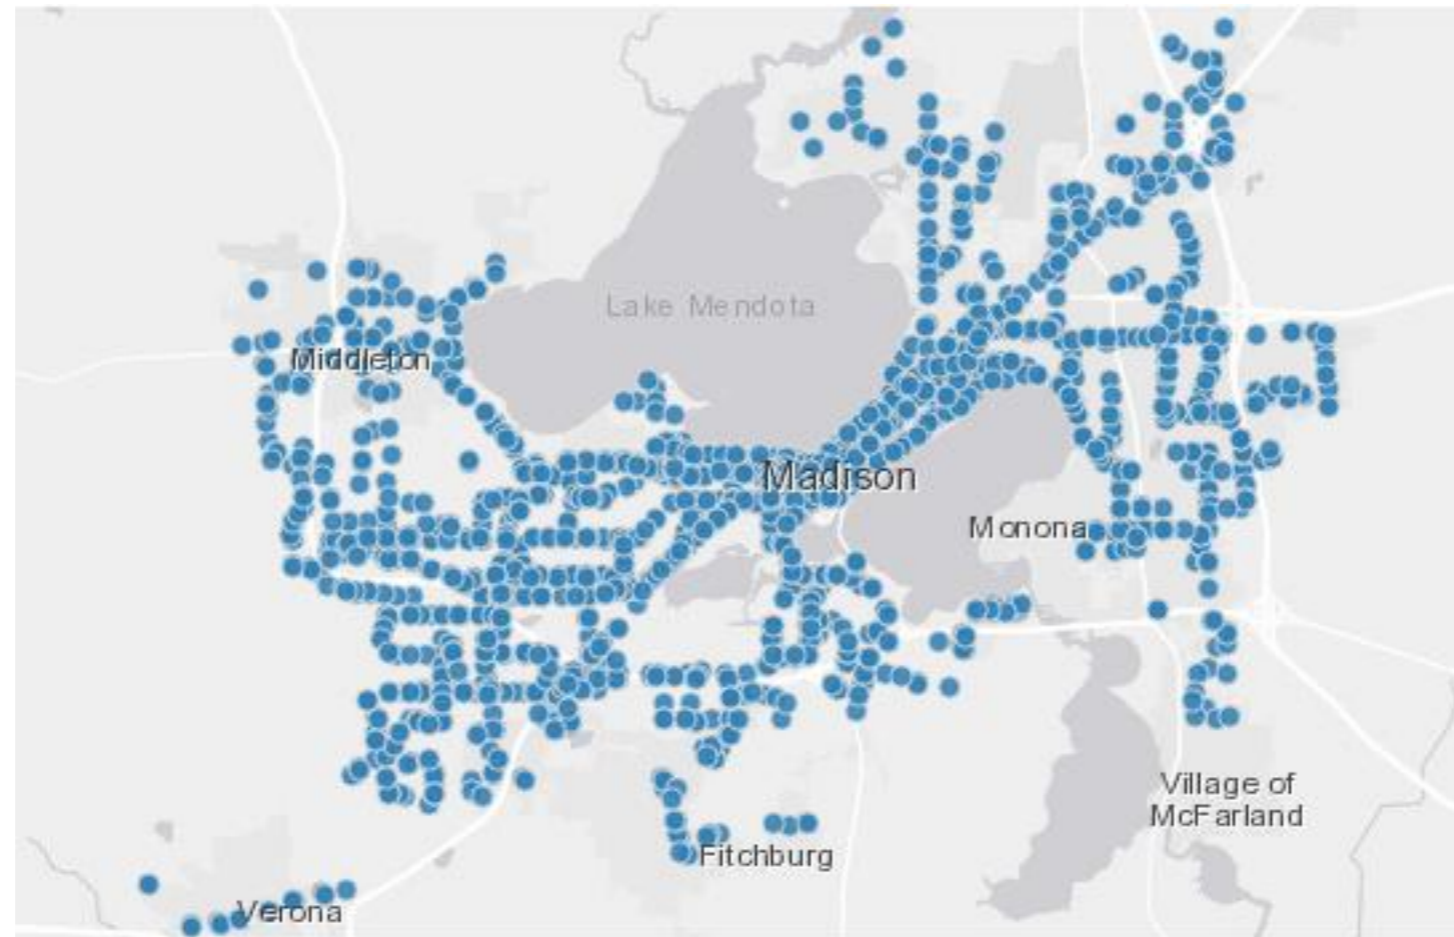 Lake Mendota
Middleton
Madison
Monona
Village of
McFarland
Fitchburg
Verona